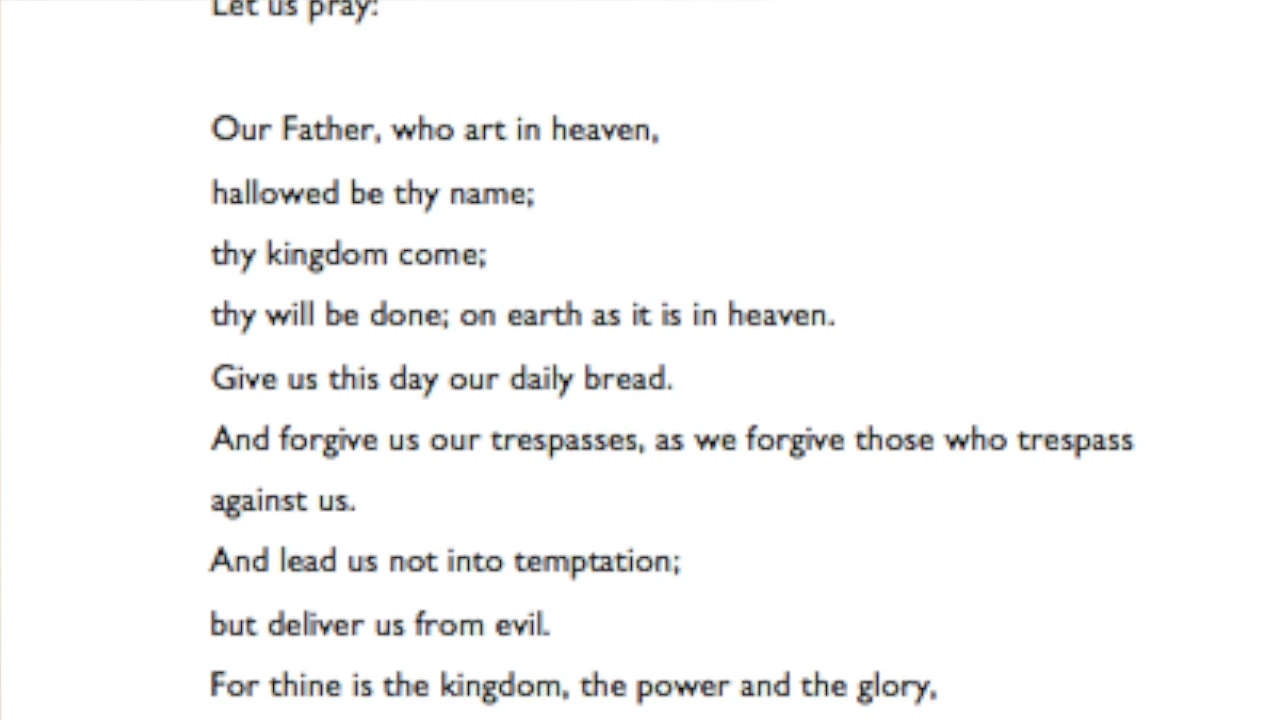 Let us pray:
Our Father, who art in heaven,
hallowed be thy name;
thy kingdom come;
thy will be done; on earth as it is in heaven.
Give us this day our daily bread.
And forgive us our trespasses, as we forgive those who trespass
against us.
And lead us not into temptation;
but deliver us from evil.
For thine is the kingdom, the power and the glory,